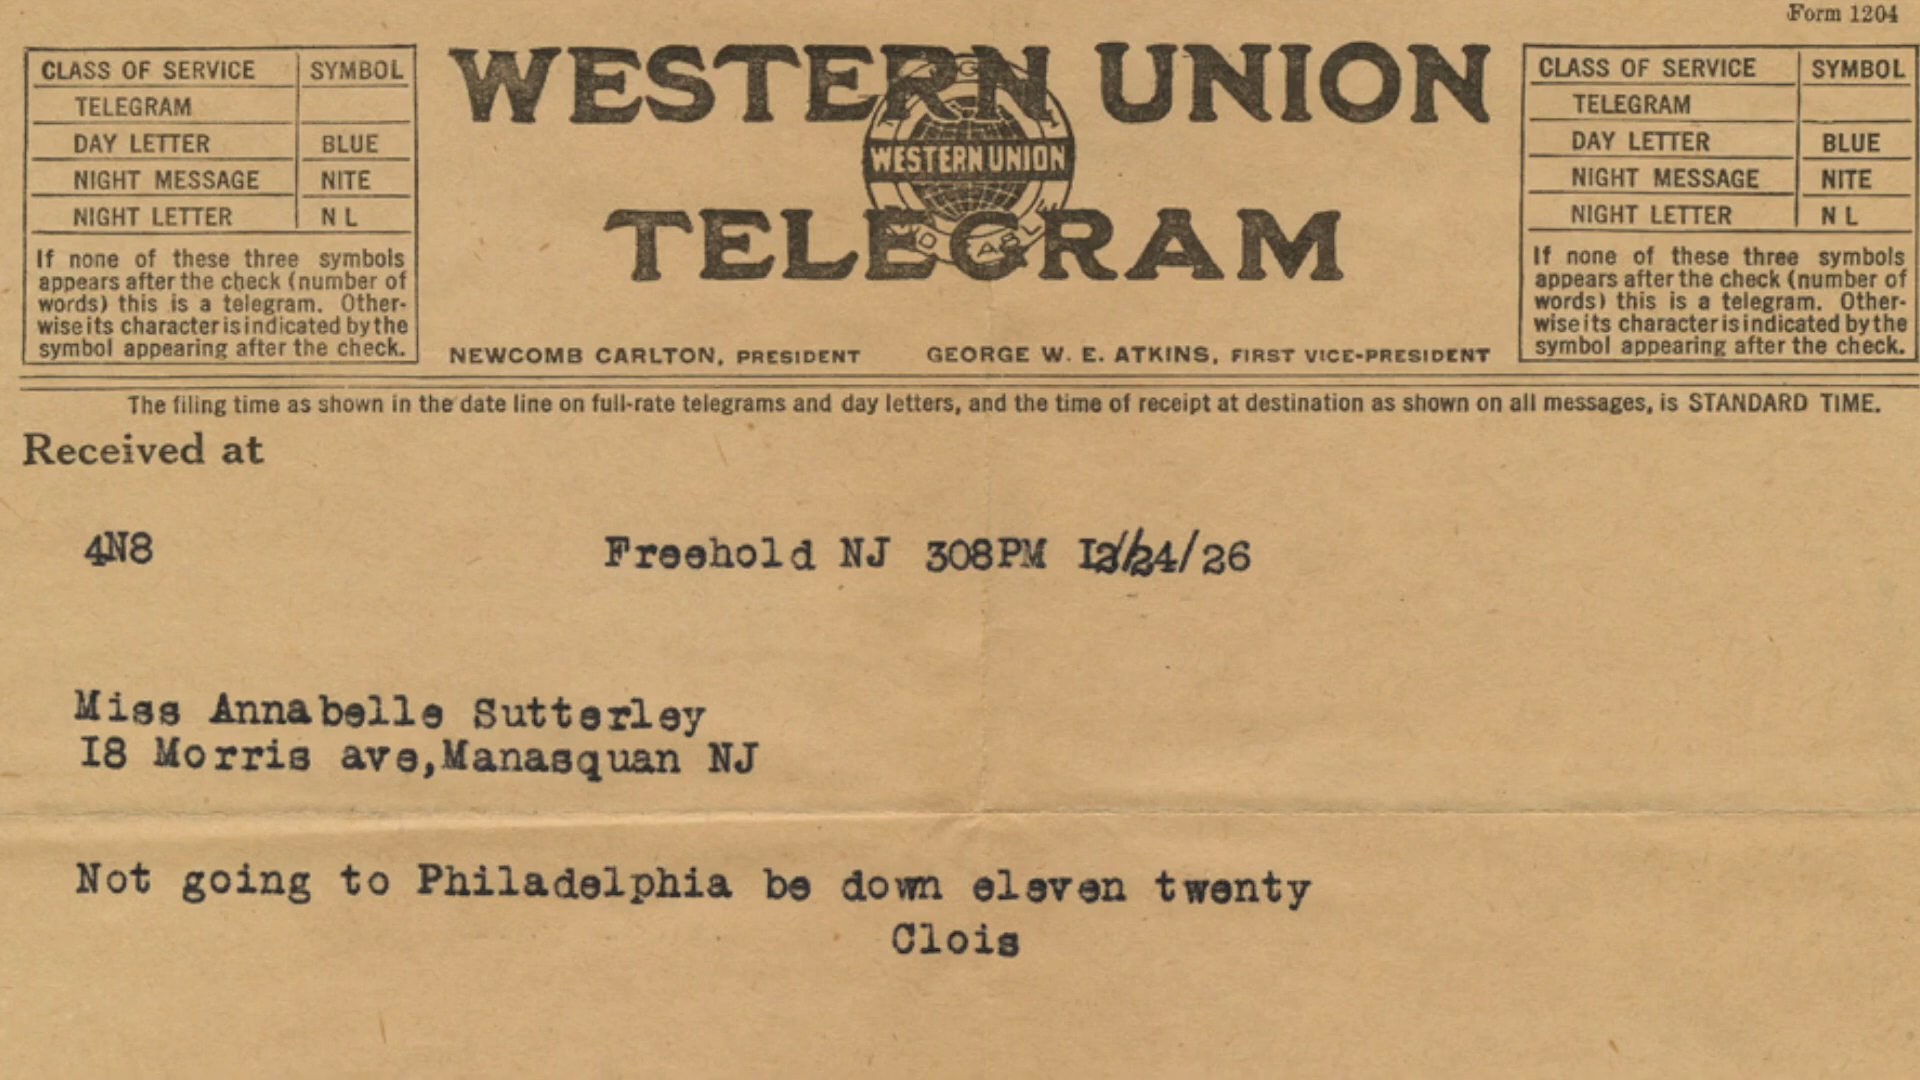 Form 1204
CLASS OF SERVICE SYMBOL
TELEGRAM
DAY LETTER BLUE
NIGHT MESSAGE NITE
NIGHT LETTER N L
If none of these three symbols
appears after the check (number of
words) this is a telegram. Other-
wise its character is indicated by the
symbol appearing after the check.
WESTERN UNION
WESTERN UNION
TELEGRAM
NEWCOMB CARLTON, PRESIDENT GEORGE W. E. ATKINS, FIRST VICE-PRESIDENT
CLASS OF SERVICE SYMBOL
TELEGRAM
DAY LETTER BLUE
NIGHT MESSAGE NITE
NIGHT LETTER N L
If none of these three symbols
appears after the check (number of
words) this is a telegram. Other-
wise its character is indicated by the
symbol appearing after the check.
The filing time as shown in the date line on full-rate telegrams and day letters, and the time of receipt at destination as shown on all messages, is STANDARD TIME.
Received at
4N8 Freehold NJ 308PM I2/24/26
Miss Annabelle Sutterley
I8 Morris ave,Manasquan NJ
Not going to Philadelphia be down eleven twenty
Clois